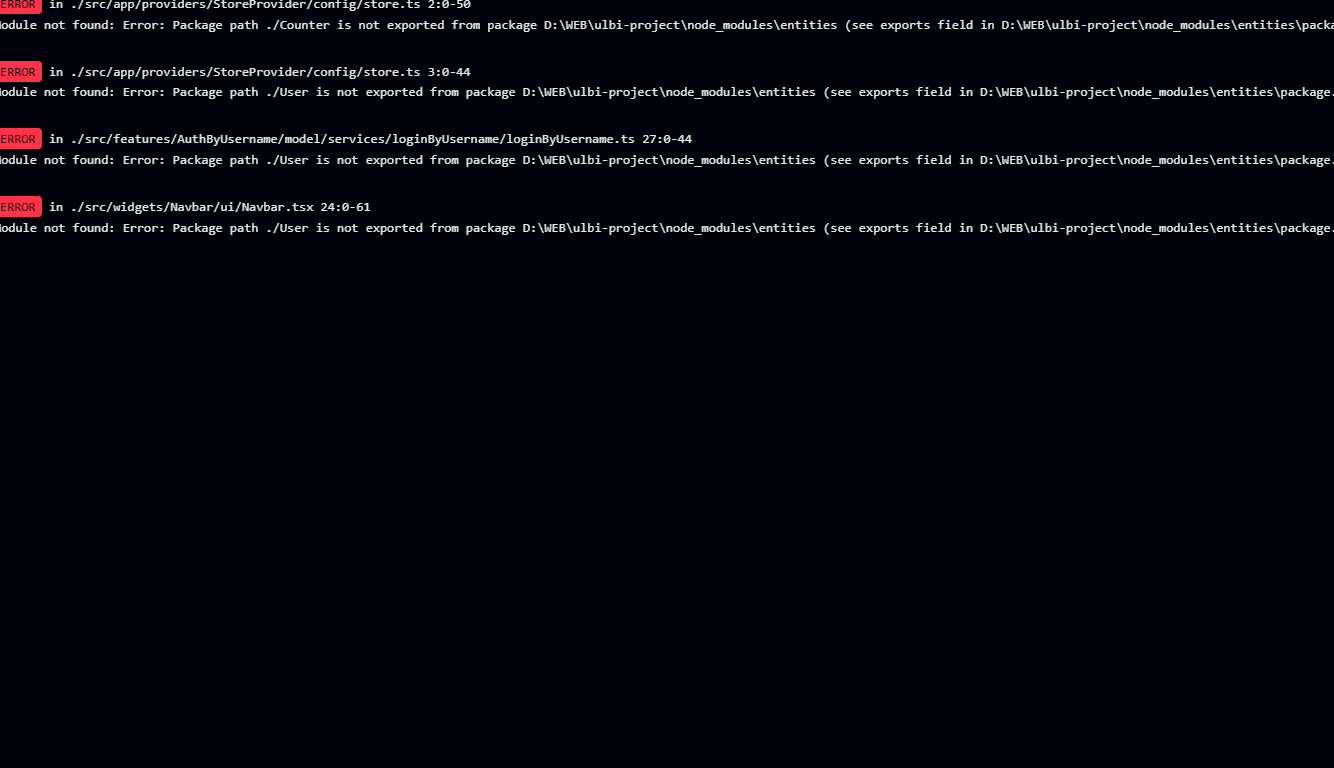 ERROR in ./src/app/providers/StoreProvider/config/store.ts 2:0-50
Module not found: Error: Package path ./Counter is not exported from package D:\WEB\ulbi-project\node_modules\entities (see exports field in D:\WEB\ulbi-project\node_modules\entities\packa
ERROR in ./src/app/providers/StoreProvider/config/store.ts 3:0-44
Module not found: Error: Package path ./User is not exported from package D:\WEB\ulbi-project\node_modules\entities (see exports field in D:\WEB\ulbi-project\node_modules\entities\package.
ERROR in ./src/features/AuthByUsername/model/services/loginByUsername/loginByUsername.ts 27:0-44
Module not found: Error: Package path ./User is not exported from package D:\WEB\ulbi-project\node_modules\entities (see exports field in D:\WEB\ulbi-project\node_modules\entities\package.
ERROR in ./src/widgets/Navbar/ui/Navbar.tsx 24:0-61
Module not found: Error: Package path ./User is not exported from package D:\WEB\ulbi-project\node_modules\entities (see exports field in D:\WEB\ulbi-project\node_modules\entities\package.